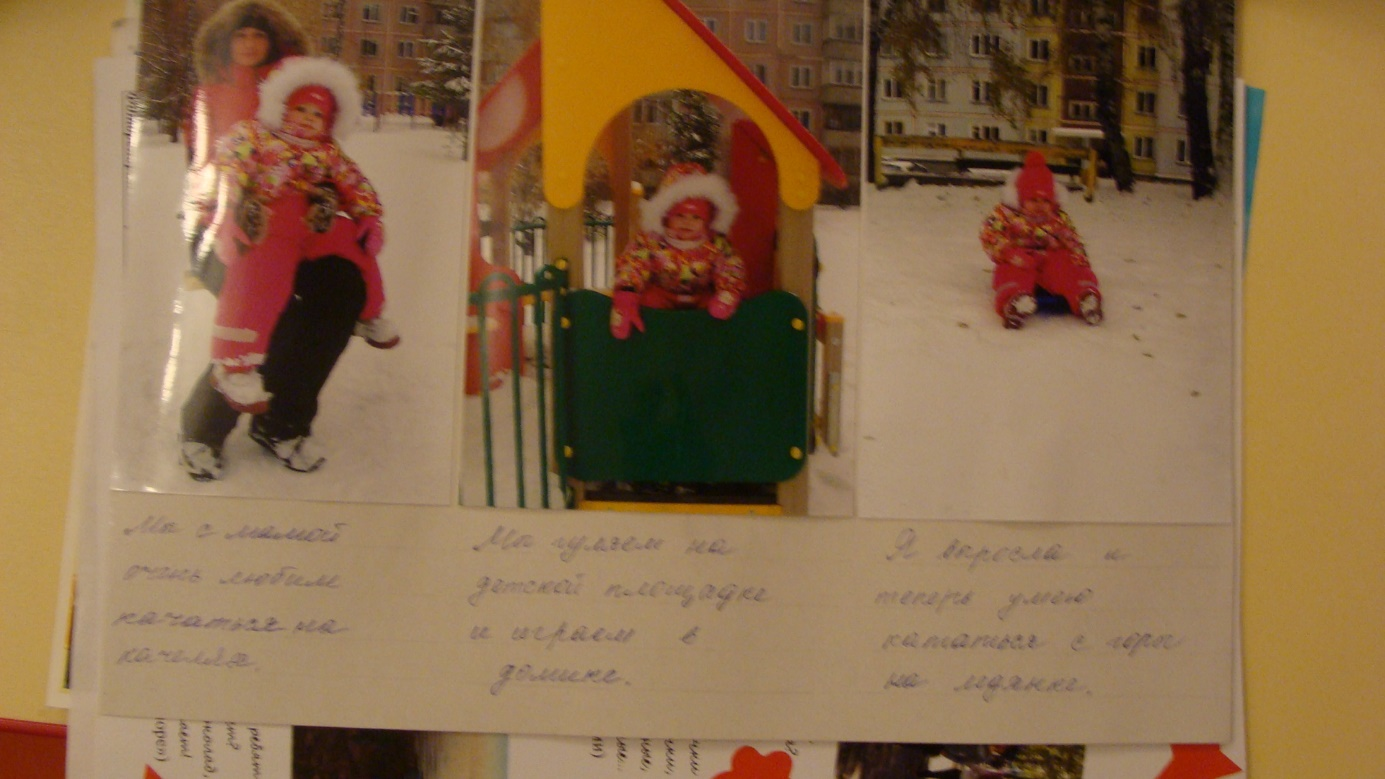 Мы с мамой
очень любим
качаться на
качелях.
Мы гуляем на
детской площадке
и играем в
домике.
Я выросла и
теперь умею
кататься с горы
на ледянке.